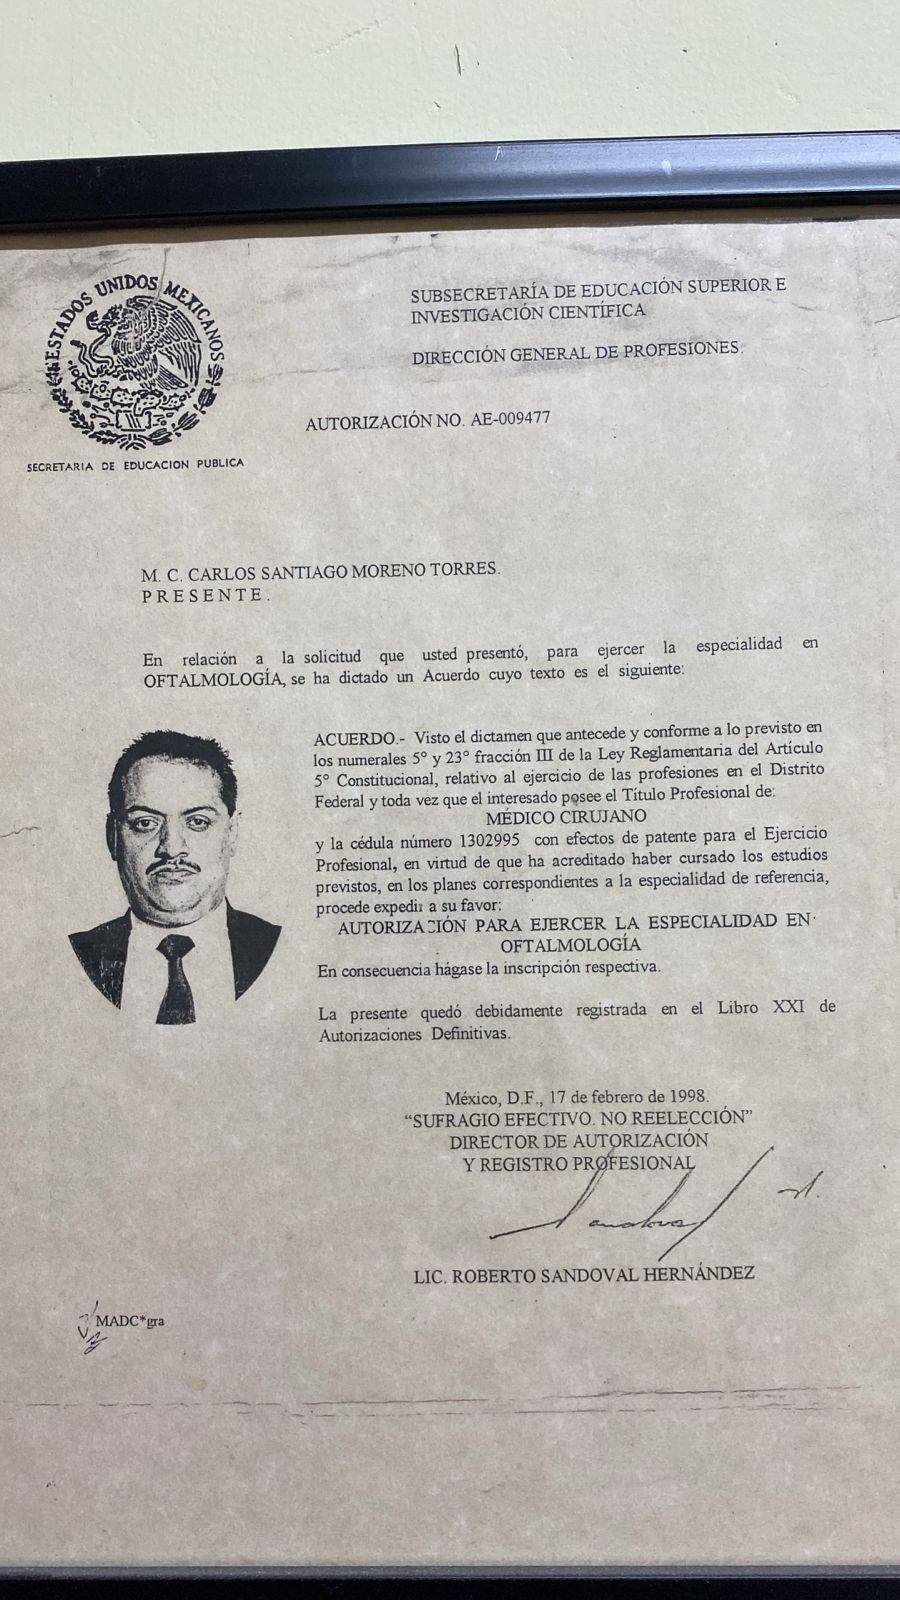 ESTADOS UNIDOS MEXICANOS
SECRETARIA DE EDUCACION PUBLICA
SUBSECRETARÍA DE EDUCACIÓN SUPERIOR E
INVESTIGACIÓN CIENTÍFICA
DIRECCIÓN GENERAL DE PROFESIONES.
AUTORIZACIÓN NO. AE-009477
M. C. CARLOS SANTIAGO MORENO TORRES.
P R E S E N T E .
En relación a la solicitud que usted presentó, para ejercer la especialidad en
OFTALMOLOGÍA, se ha dictado un Acuerdo cuyo texto es el siguiente:
ACUERDO.- Visto el dictamen que antecede y conforme a lo previsto en
los numerales 5° y 23° fracción III de la Ley Reglamentaria del Artículo
5° Constitucional, relativo al ejercicio de las profesiones en el Distrito
Federal y toda vez que el interesado posee el Título Profesional de:
MÉDICO CIRUJANO
y la cédula número 1302995 con efectos de patente para el Ejercicio
Profesional, en virtud de que ha acreditado haber cursado los estudios
previstos, en los planes correspondientes a la especialidad de referencia,
procede expedir a su favor:
AUTORIZACIÓN PARA EJERCER LA ESPECIALIDAD EN
OFTALMOLOGÍA
En consecuencia hágase la inscripción respectiva.
La presente quedó debidamente registrada en el Libro XXI de
Autorizaciones Definitivas.
México, D.F., 17 de febrero de 1998.
“SUFRAGIO EFECTIVO. NO REELECCIÓN”
DIRECTOR DE AUTORIZACIÓN
Y REGISTRO PROFESIONAL
LIC. ROBERTO SANDOVAL HERNÁNDEZ
MADC*gra